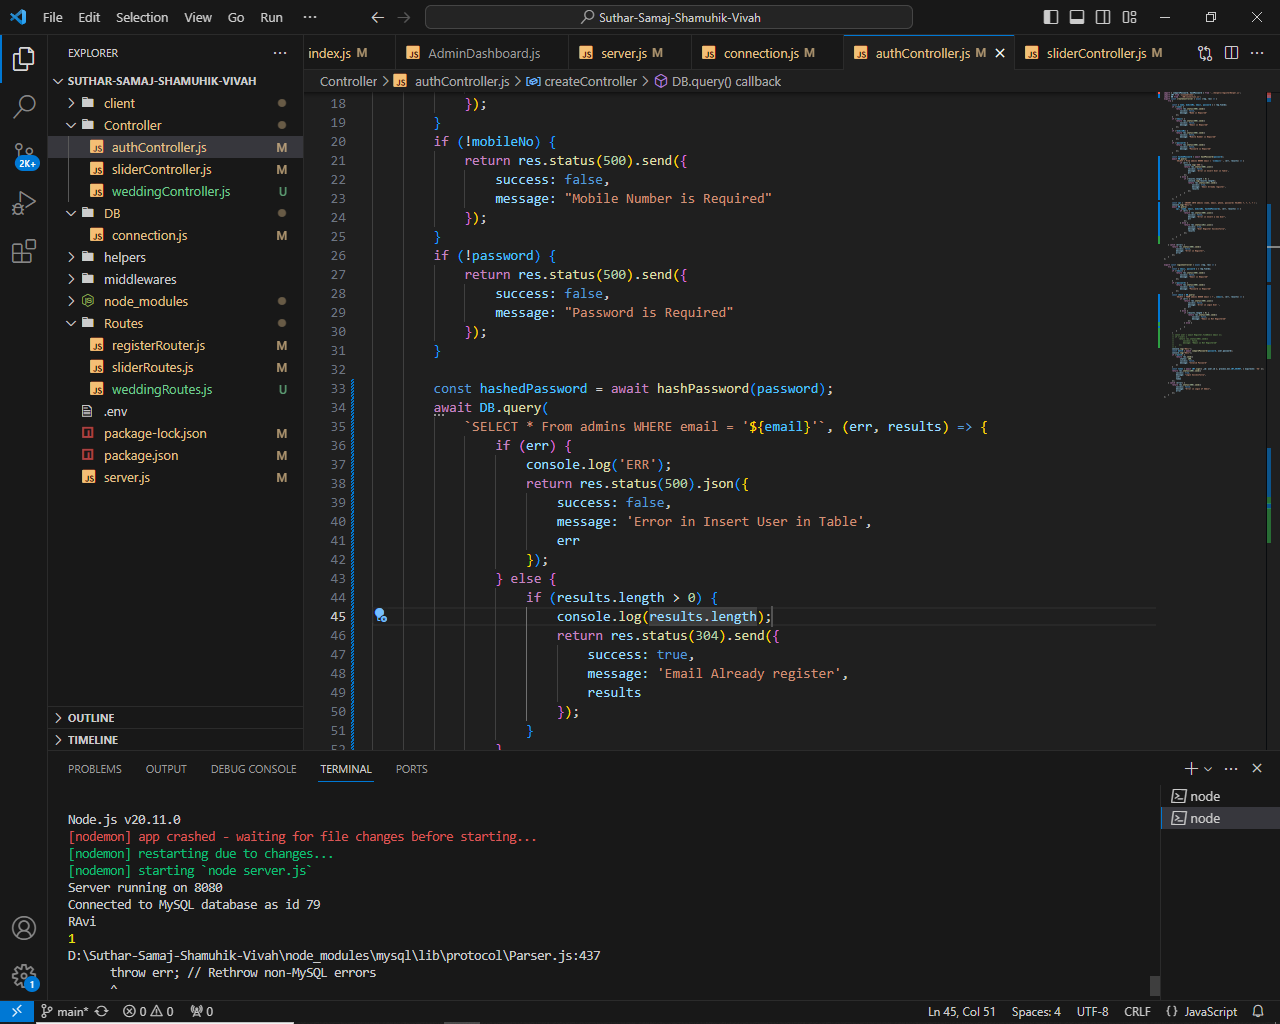 File Edit Selection View Go Run ··· Suthar-Samaj-Shamuhik-Vivah
EXPLORER ···
SUTHAR-SAMAJ-SHAMUHIK-VIVAH
client
Controller
authController.js M
sliderController.js M
weddingController.js U
DB
connection.js M
helpers
middlewares
node_modules
Routes
registerRouter.js M
sliderRoutes.js M
weddingRoutes.js U
.env
package-lock.json M
package.json M
server.js M
OUTLINE
TIMELINE
2K+
1
index.js M AdminDashboard.js server.js M connection.js M authController.js M sliderController.js M ···
Controller > authController.js > createController > DB.query() callback
18 });
19 }
20 if (!mobileNo) {
21 return res.status(500).send({
22 success: false,
23 message: "Mobile Number is Required"
24 });
25 }
26 if (!password) {
27 return res.status(500).send({
28 success: false,
29 message: "Password is Required"
30 });
31 }
32
33 const hashedPassword = await hashPassword(password);
34 await DB.query(
35 `SELECT * From admins WHERE email = '${email}'`, (err, results) => {
36 if (err) {
37 console.log('ERR');
38 return res.status(500).json({
39 success: false,
40 message: 'Error in Insert User in Table',
41 err
42 });
43 } else {
44 if (results.length > 0) {
45 console.log(results.length);
46 return res.status(304).send({
47 success: true,
48 message: 'Email Already register',
49 results
50 });
51 }
52 }
PROBLEMS OUTPUT DEBUG CONSOLE TERMINAL PORTS
node
node
Node.js v20.11.0
[nodemon] app crashed - waiting for file changes before starting...
[nodemon] restarting due to changes...
[nodemon] starting `node server.js`
Server running on 8080
Connected to MySQL database as id 79
RAvi
1
D:\Suthar-Samaj-Shamuhik-Vivah\node_modules\mysql\lib\protocol\Parser.js:437
throw err; // Rethrow non-MySQL errors
^
main* 0 0 0 Ln 45, Col 51 Spaces: 4 UTF-8 CRLF {} JavaScript